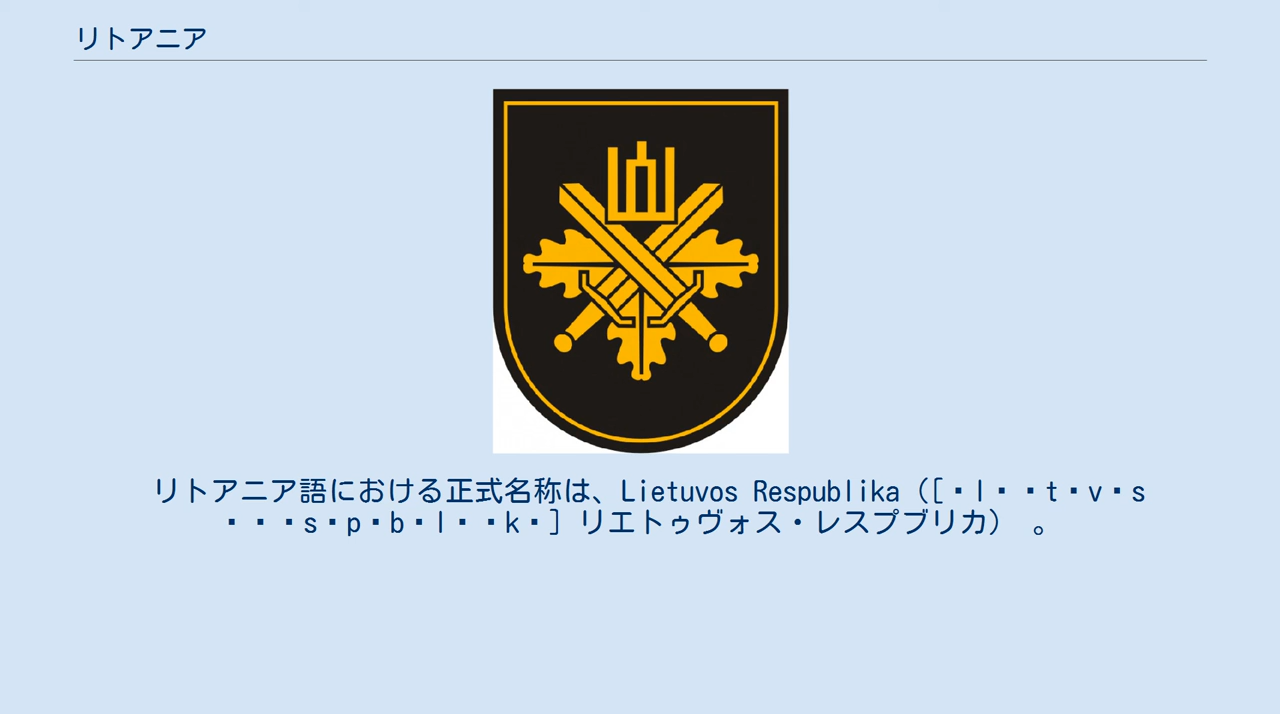 リトアニア
リトアニア語における正式名称は、Lietuvos Respublika（[▪l▪▪t▪v▪s
▪▪▪s▪p▪b▪l▪▪k▪] リエトゥヴォス・レスプブリカ） 。